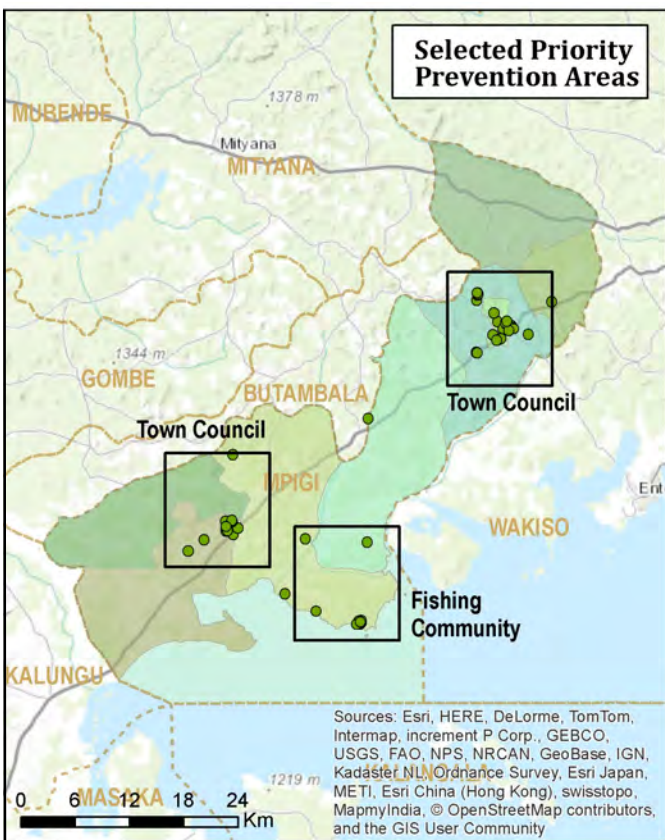 Selected Priority
Prevention Areas
1378 m
MUBENDE
Mityana
MITYANA
1344 m
GOMBE
BUTAMBALA
Town Council
Town Council
MPIGI
Ent
WAKISO
Fishing
Community
KALUNGU
Sources: Esri, HERE, DeLorme, TomTom,
Intermap, increment P Corp., GEBCO,
USGS, FAO, NPS, NRCAN, GeoBase, IGN,
Kadaster NL, Ordnance Survey, Esri Japan,
METI, Esri China (Hong Kong), swisstopo,
MapmyIndia, © OpenStreetMap contributors,
and the GIS User Community
KALANGALA
1219 m
MASAKA
0 6 12 18 24
Km